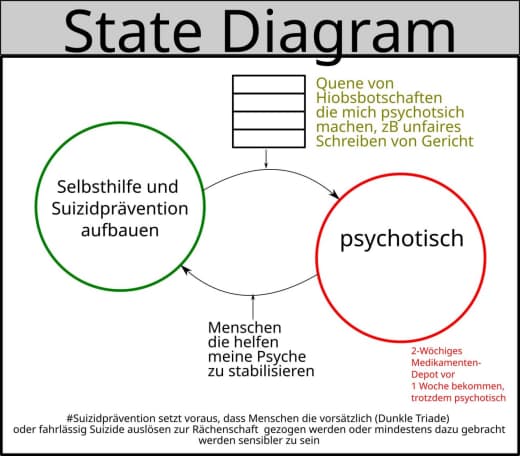 State Diagram
Quene von
Hiobsbotschaften
die mich psychotsich
machen, zB unfaires
Schreiben von Gericht
Selbsthilfe und
Suizidprävention
aufbauen
psychotisch
Menschen
die helfen
meine Psyche
zu stabilisieren
2-Wöchiges
Medikamenten-
Depot vor
1 Woche bekommen,
trotzdem psychotisch
#Suizidprävention setzt voraus, dass Menschen die vorsätzlich (Dunkle Triade)
oder fahrlässig Suizide auslösen zur Rächenschaft gezogen werden oder mindestens dazu gebracht
werden sensibler zu sein